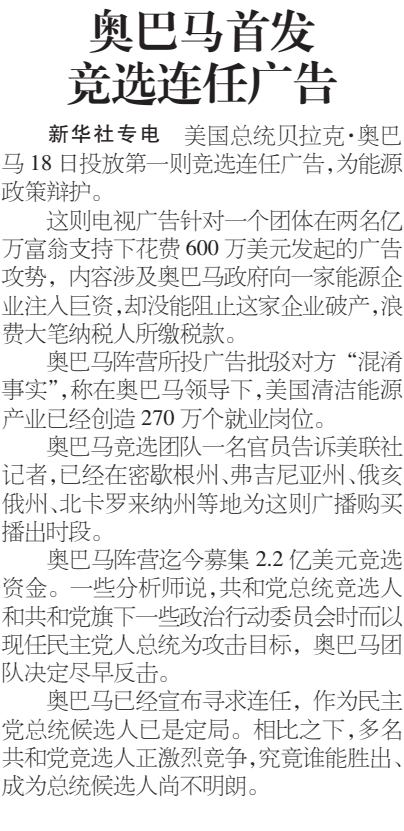 奥巴马首发
竞选连任广告
新华社专电 美国总统贝拉克·奥巴
马 18 日投放第一则竞选连任广告,为能源
政策辩护。
这则电视广告针对一个团体在两名亿
万富翁支持下花费 600 万美元发起的广告
攻势，内容涉及奥巴马政府向一家能源企
业注入巨资,却没能阻止这家企业破产,浪
费大笔纳税人所缴税款。
奥巴马阵营所投广告批驳对方“混淆
事实”,称在奥巴马领导下,美国清洁能源
产业已经创造 270 万个就业岗位。
奥巴马竞选团队一名官员告诉美联社
记者,已经在密歇根州、弗吉尼亚州、俄亥
俄州、北卡罗来纳州等地为这则广播购买
播出时段。
奥巴马阵营迄今募集 2.2 亿美元竞选
资金。一些分析师说,共和党总统竞选人
和共和党旗下一些政治行动委员会时而以
现任民主党人总统为攻击目标，奥巴马团
队决定尽早反击。
奥巴马已经宣布寻求连任，作为民主
党总统候选人已是定局。相比之下,多名
共和党竞选人正激烈竞争,究竟谁能胜出、
成为总统候选人尚不明朗。